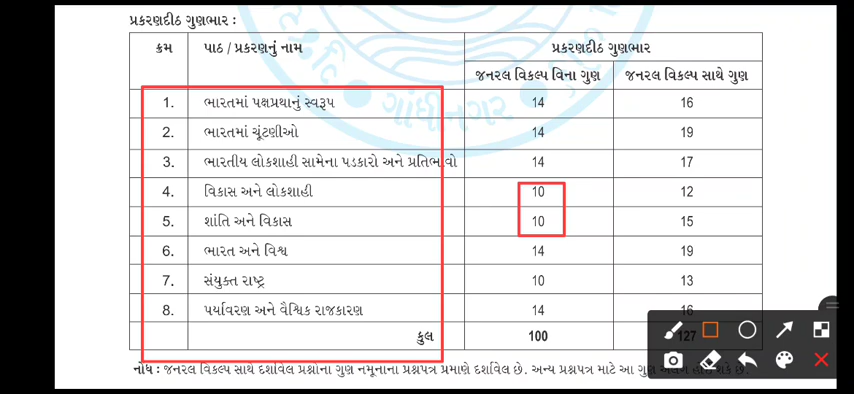 પ્રકરણદીઠ ગુણભાર :
ક્રમ પાઠ / પ્રકરણનું નામ પ્રકરણદીઠ ગુણભાર
જનરલ વિકલ્પ વિના ગુણ જનરલ વિકલ્પ સાથે ગુણ
1. ભારતમાં પક્ષપ્રથાનું સ્વરૂપ 14 16
2. ભારતમાં ચૂંટણીઓ 14 19
3. ભારતીય લોકશાહી સામેના પડકારો અને પ્રતિભાવો 14 17
4. વિકાસ અને લોકશાહી 10 12
5. શાંતિ અને વિકાસ 10 15
6. ભારત અને વિશ્વ 14 19
7. સંયુક્ત રાષ્ટ્ર 10 13
8. પર્યાવરણ અને વૈશ્વિક રાજકારણ 14 16
કુલ 100 127
નોંધ : જનરલ વિકલ્પ સાથે દર્શાવેલ પ્રશ્નોના ગુણ નમૂનાના પ્રશ્નપત્ર પ્રમાણે દર્શાવેલ છે. અન્ય પ્રશ્નપત્ર માટે આ ગુણ છે.
ગાંધીનગર